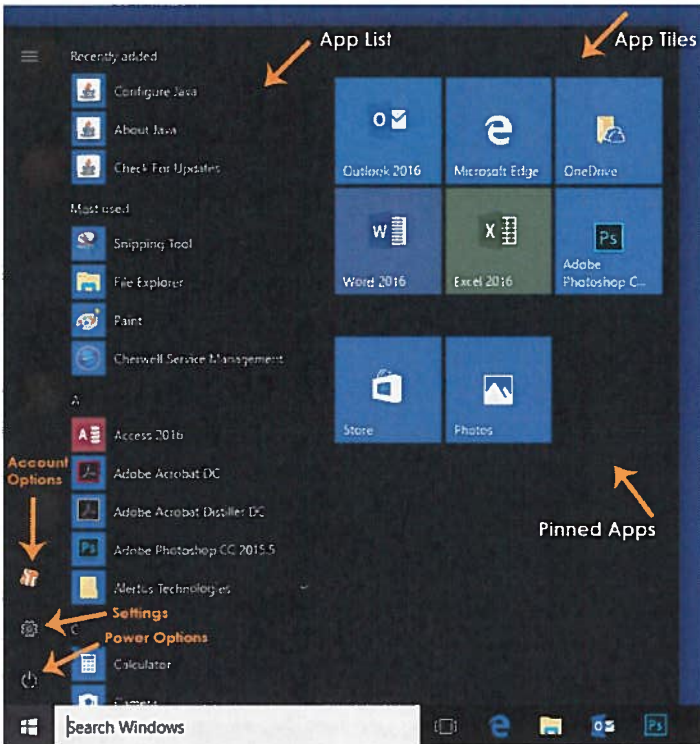 App List
App Tiles
Recently added
Configure Java
About Java
Check For Updates
Most used
Snipping Tool
File Explorer
Paint
Cherwell Service Management
A
Access 2016
Adobe Acrobat DC
Adobe Acrobat Distiller DC
Adobe Photoshop CC 2015.5
Alertus Technologies
C
Calculator
Camera
Outlook 2016
Microsoft Edge
OneDrive
Word 2016
Excel 2016
Adobe
Photoshop C...
Store
Photos
Pinned Apps
Account
Options
Settings
Power Options
Search Windows